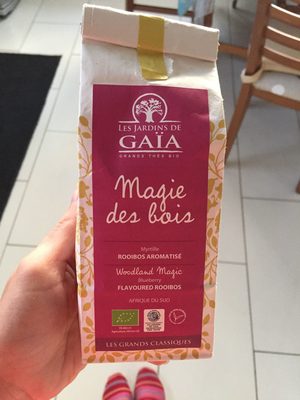 LES JARDINS DE
GAÏA
GRANDS THÉS BIO
Magie
des bois
Myrtille
ROOIBOS AROMATISÉ
Woodland Magic
Blueberry
FLAVOURED ROOIBOS
AFRIQUE DU SUD
LES GRANDS CLASSIQUES